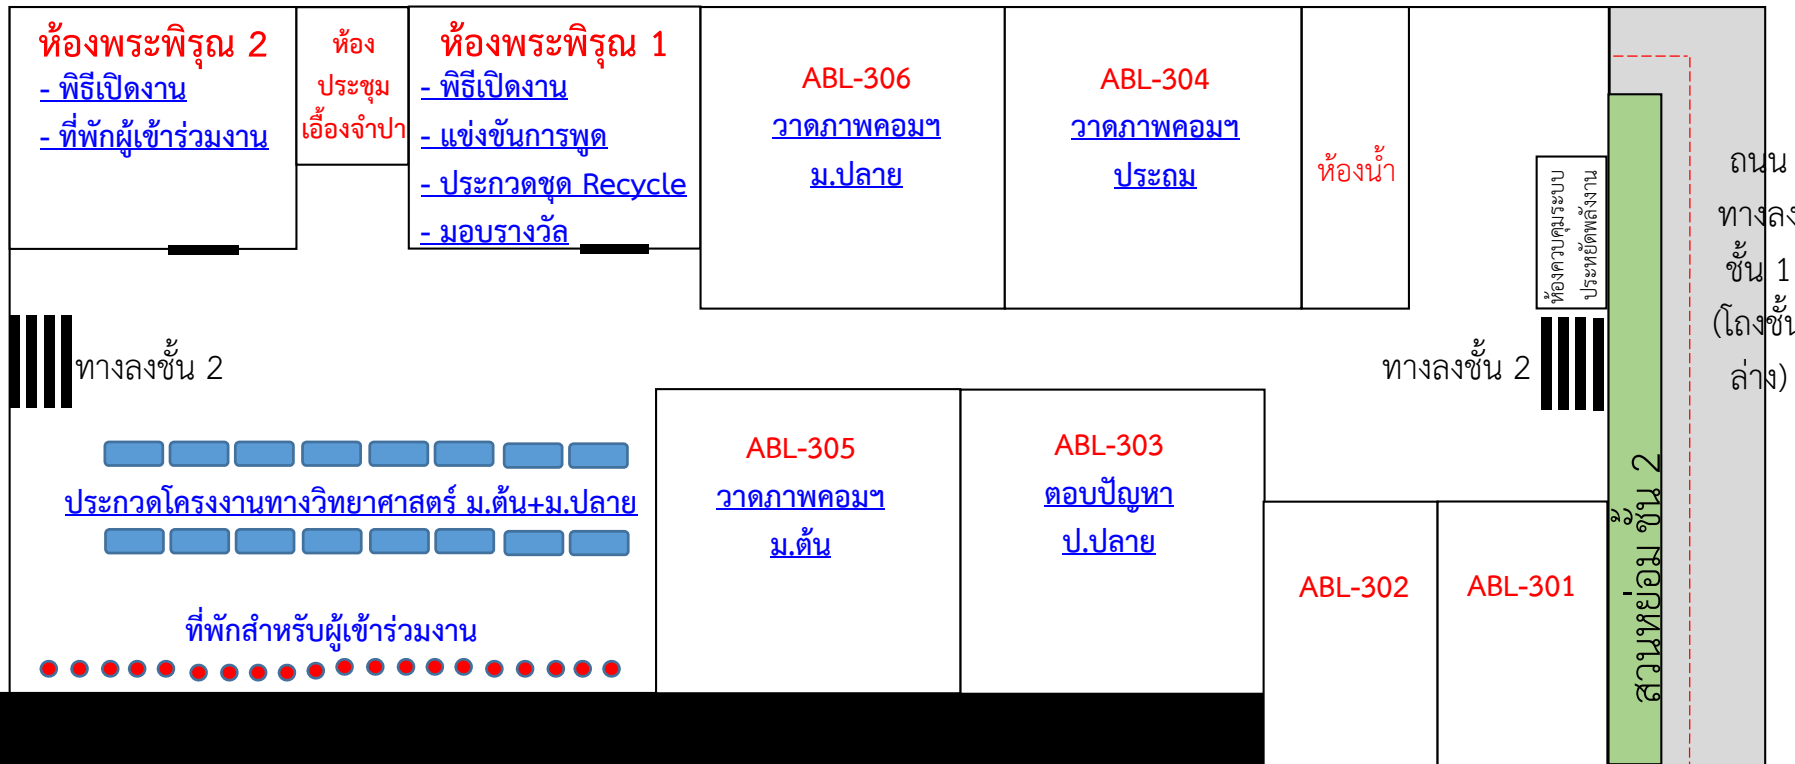 ห้องพระพิรุณ 2
- พิธีเปิดงาน
- ที่พักผู้เข้าร่วมงาน
ห้อง
ประชุม
เอื้องจำปา
ห้องพระพิรุณ 1
- พิธีเปิดงาน
- แข่งขันการพูด
- ประกวดชุด Recycle
- มอบรางวัล
ABL-306
วาดภาพคอมฯ
ม.ปลาย
ABL-304
วาดภาพคอมฯ
ประถม
ห้องน้ำ
ห้องควบคุมระบบ
ประหยัดพลังงาน
ถนน
ทางลง
ชั้น 1
(โถงชั้น
ล่าง)
ทางลงชั้น 2
ทางลงชั้น 2
ประกวดโครงงานทางวิทยาศาสตร์ ม.ต้น+ม.ปลาย
ที่พักสำหรับผู้เข้าร่วมงาน
ABL-305
วาดภาพคอมฯ
ม.ต้น
ABL-303
ตอบปัญหา
ป.ปลาย
ABL-302
ABL-301
สวนหย่อม ชั้น 2